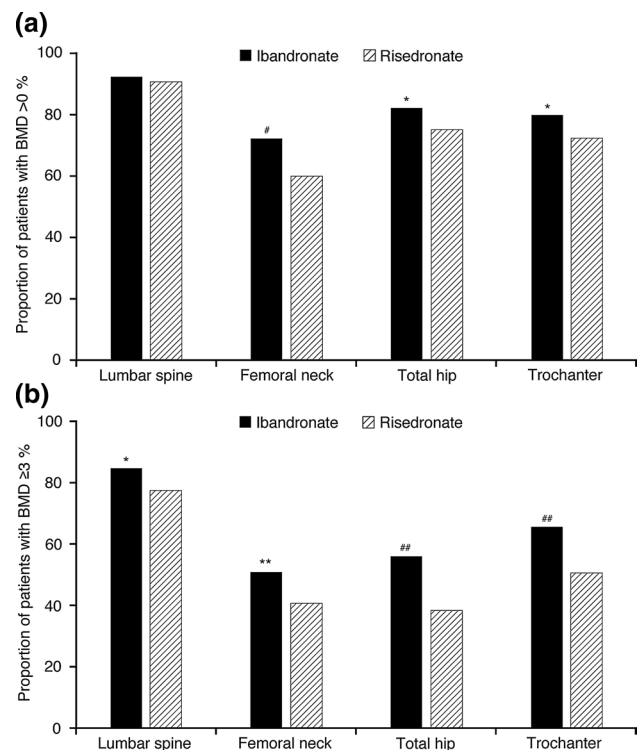 (a)
Proportion of patients with BMD >0 %
100
80
60
40
20
0
Ibandronate Risedronate
#
*
*
Lumbar spine Femoral neck Total hip Trochanter
(b)
Proportion of patients with BMD ≥3 %
100
80
60
40
20
0
Ibandronate Risedronate
*
**
##
##
Lumbar spine Femoral neck Total hip Trochanter